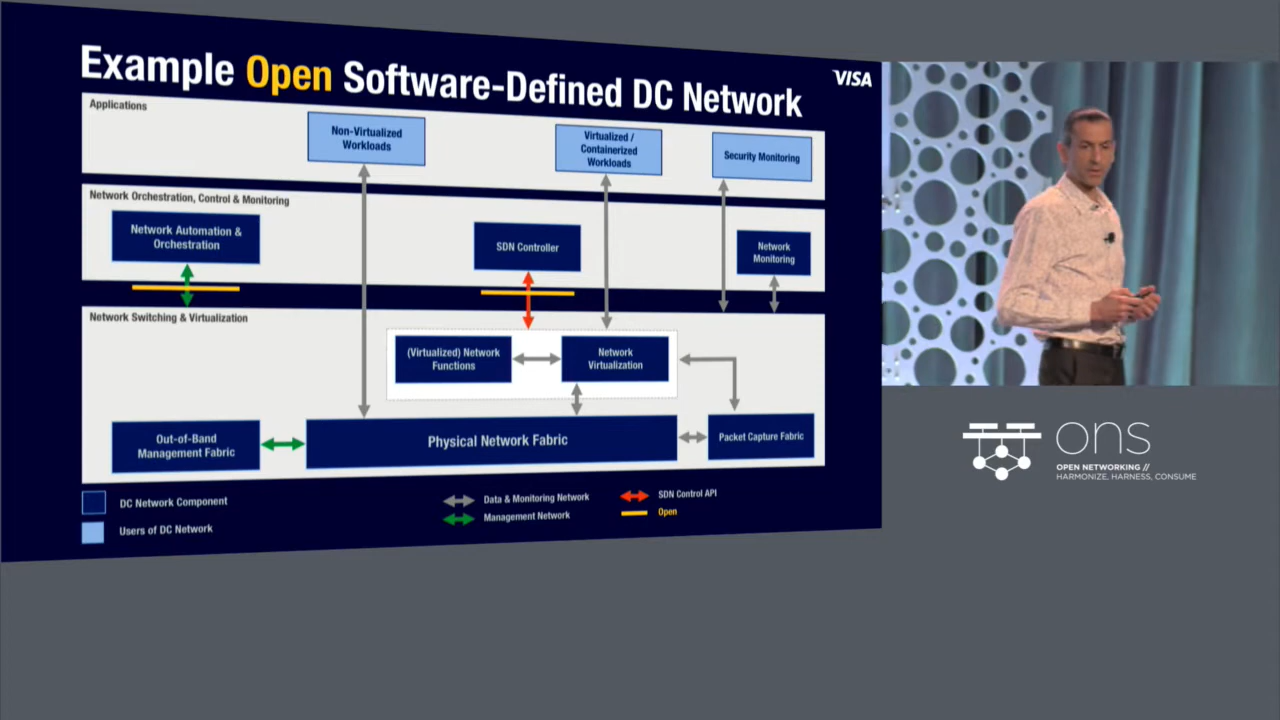 Example Open Software-Defined DC Network
VISA
Applications
Non-Virtualized
Workloads
Virtualized /
Containerized
Workloads
Security Monitoring
Network Orchestration, Control & Monitoring
Network Automation &
Orchestration
SDN Controller
Network
Monitoring
Network Switching & Virtualization
(Virtualized) Network
Functions
Network
Virtualization
Out-of-Band
Management Fabric
Physical Network Fabric
Packet Capture Fabric
DC Network Component
Users of DC Network
Data & Monitoring Network
Management Network
SDN Control API
Open
ons
OPEN NETWORKING //
HARMONIZE, HARNESS, CONSUME